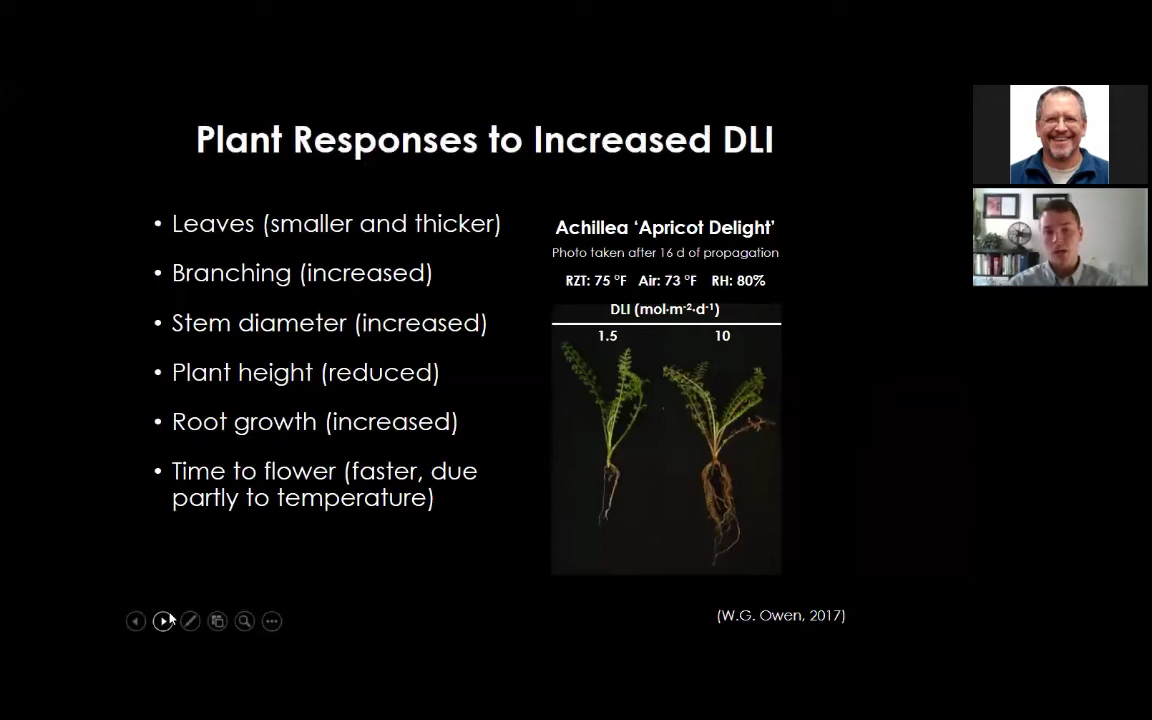 Plant Responses to Increased DLI
• Leaves (smaller and thicker)
• Branching (increased)
• Stem diameter (increased)
• Plant height (reduced)
• Root growth (increased)
• Time to flower (faster, due
partly to temperature)
Achillea ‘Apricot Delight’
Photo taken after 16 d of propagation
RZT: 75 °F Air: 73 °F RH: 80%
DLI (mol·m⁻²·d⁻¹)
1.5 10
(W.G. Owen, 2017)